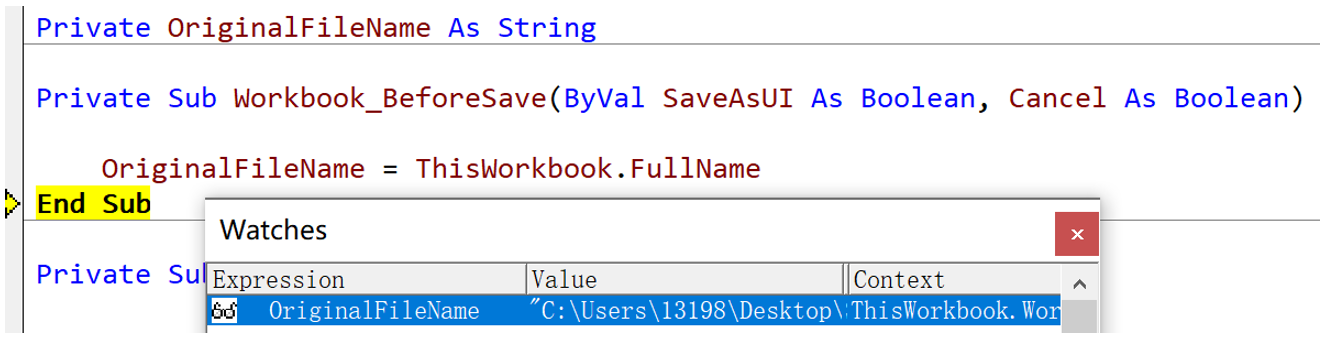 Private OriginalFileName As String
Private Sub Workbook_BeforeSave(ByVal SaveAsUI As Boolean, Cancel As Boolean)
OriginalFileName = ThisWorkbook.FullName
End Sub
Watches
Private Su
Expression Value Context
OriginalFileName "C:\Users\13198\Desktop\ ThisWorkbook.Wor